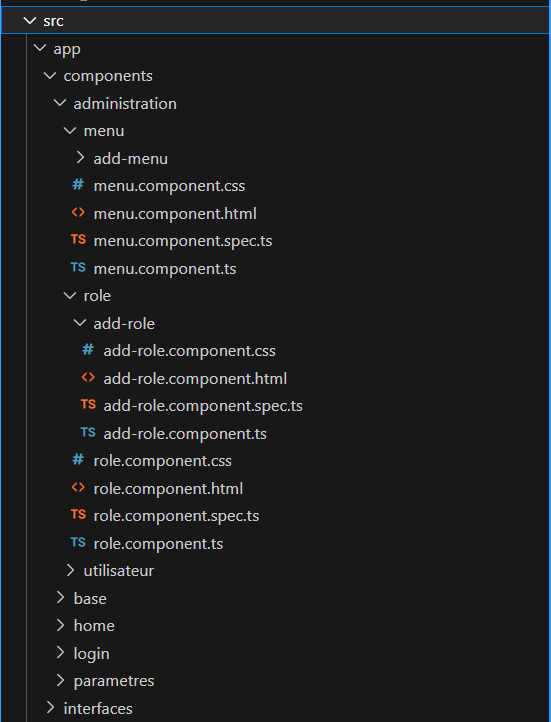 src
app
components
administration
menu
add-menu
# menu.component.css
<> menu.component.html
TS menu.component.spec.ts
TS menu.component.ts
role
add-role
# add-role.component.css
<> add-role.component.html
TS add-role.component.spec.ts
TS add-role.component.ts
# role.component.css
<> role.component.html
TS role.component.spec.ts
TS role.component.ts
utilisateur
base
home
login
parametres
interfaces